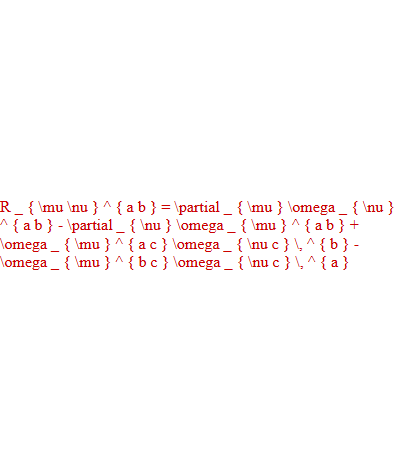 R _ { \mu \nu } ^ { a b } = \partial _ { \mu } \omega _ { \nu }
^ { a b } - \partial _ { \nu } \omega _ { \mu } ^ { a b } +
\omega _ { \mu } ^ { a c } \omega _ { \nu c } \, ^ { b } -
\omega _ { \mu } ^ { b c } \omega _ { \nu c } \, ^ { a }